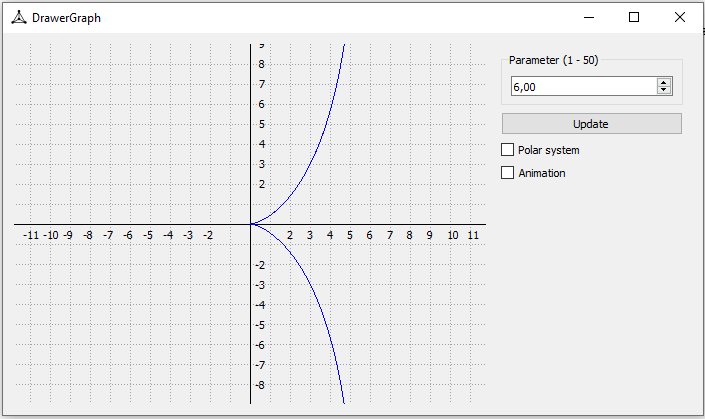 DrawerGraph
9
8
7
6
5
4
3
2
-11 -10 -9 -8 -7 -6 -5 -4 -3 -2 2 3 4 5 6 7 8 9 10 11
-2
-3
-4
-5
-6
-7
-8
Parameter (1 - 50)
6,00
Update
Polar system
Animation